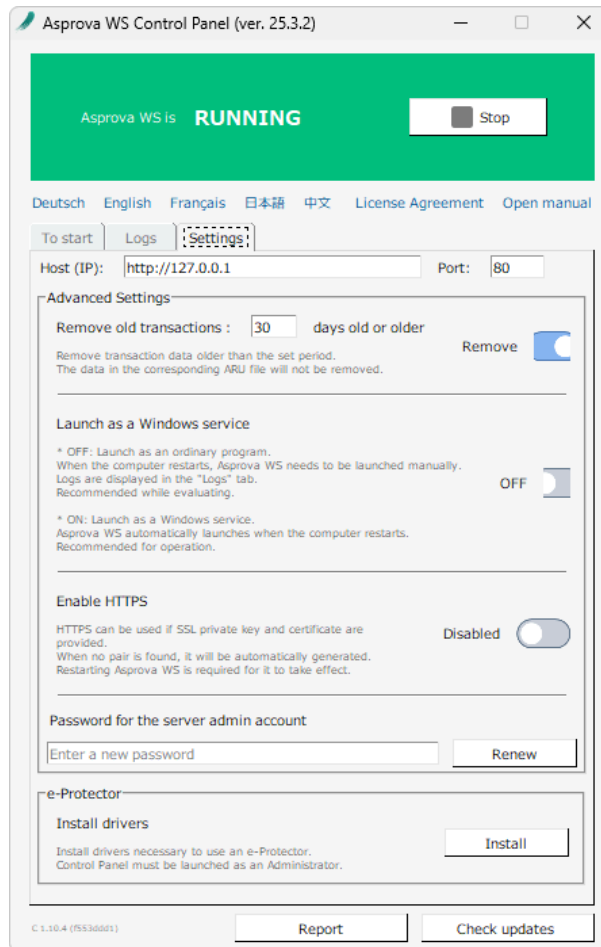 Asprova WS Control Panel (ver. 25.3.2)
Asprova WS is RUNNING
Stop
Deutsch English Français 日本語 中文 License Agreement Open manual
To start Logs Settings
Host (IP): http://127.0.0.1 Port: 80
Advanced Settings
Remove old transactions : 30 days old or older
Remove
Remove transaction data older than the set period.
The data in the corresponding ARU file will not be removed.
Launch as a Windows service
* OFF: Launch as an ordinary program.
When the computer restarts, Asprova WS needs to be launched manually.
Logs are displayed in the "Logs" tab.
Recommended while evaluating.
OFF
* ON: Launch as a Windows service.
Asprova WS automatically launches when the computer restarts.
Recommended for operation.
Enable HTTPS
HTTPS can be used if SSL private key and certificate are
provided.
When no pair is found, it will be automatically generated.
Restarting Asprova WS is required for it to take effect.
Disabled
Password for the server admin account
Enter a new password
Renew
e-Protector
Install drivers
Install drivers necessary to use an e-Protector.
Control Panel must be launched as an Administrator.
Install
C 1.10.4 (f553ddd1)
Report
Check updates